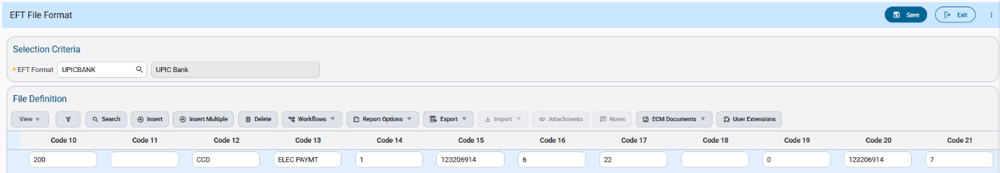 EFT File Format
Save
Exit
Selection Criteria
* EFT Format UPICBANK UPIC Bank
File Definition
View Search Insert Insert Multiple Delete Workflows Report Options Export Import Attachments Notes ECM Documents User Extensions
Code 10 Code 11 Code 12 Code 13 Code 14 Code 15 Code 16 Code 17 Code 18 Code 19 Code 20 Code 21
200 CCD ELEC PAYMT 1 123206914 6 22 0 123206914 7